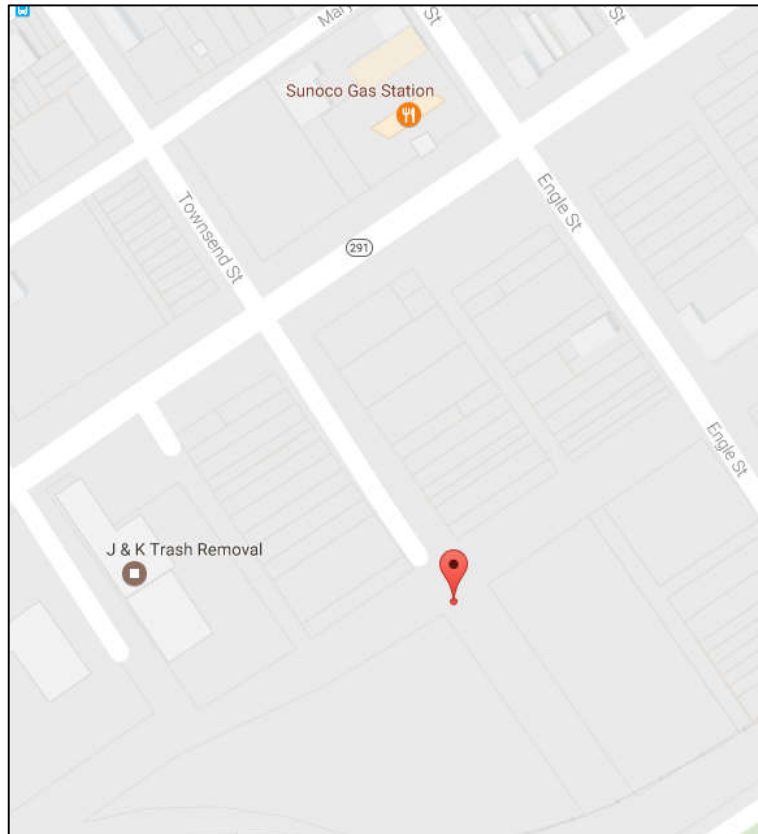 St
St
Sunoco Gas Station
Engle St
Townsend St
291
Engle St
J & K Trash Removal